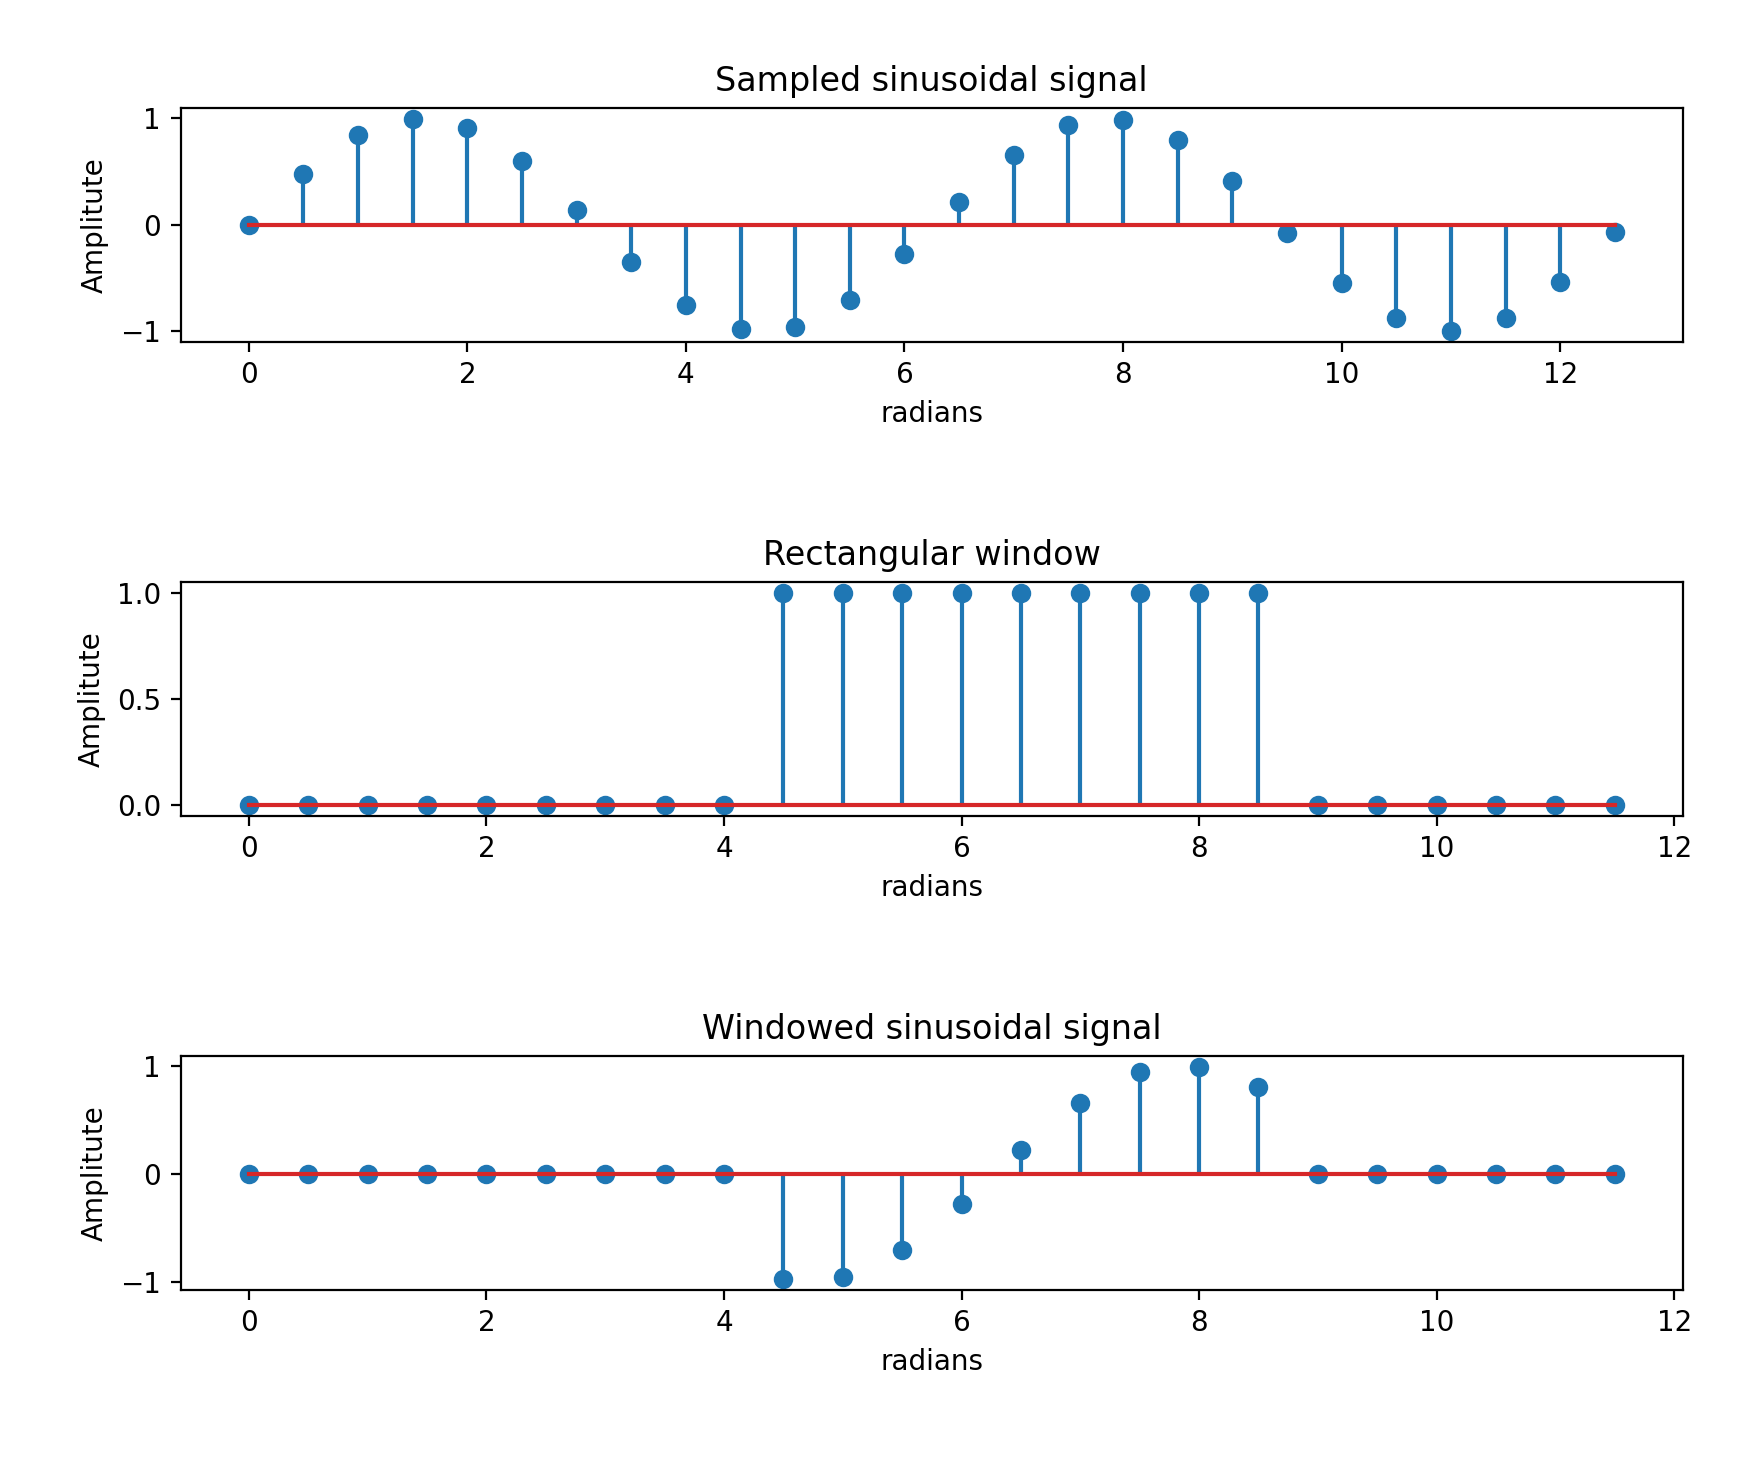 Sampled sinusoidal signal
1
0
−1
Amplitute
0 2 4 6 8 10 12
radians
Rectangular window
1.0
0.5
0.0
Amplitute
0 2 4 6 8 10 12
radians
Windowed sinusoidal signal
1
0
−1
Amplitute
0 2 4 6 8 10 12
radians